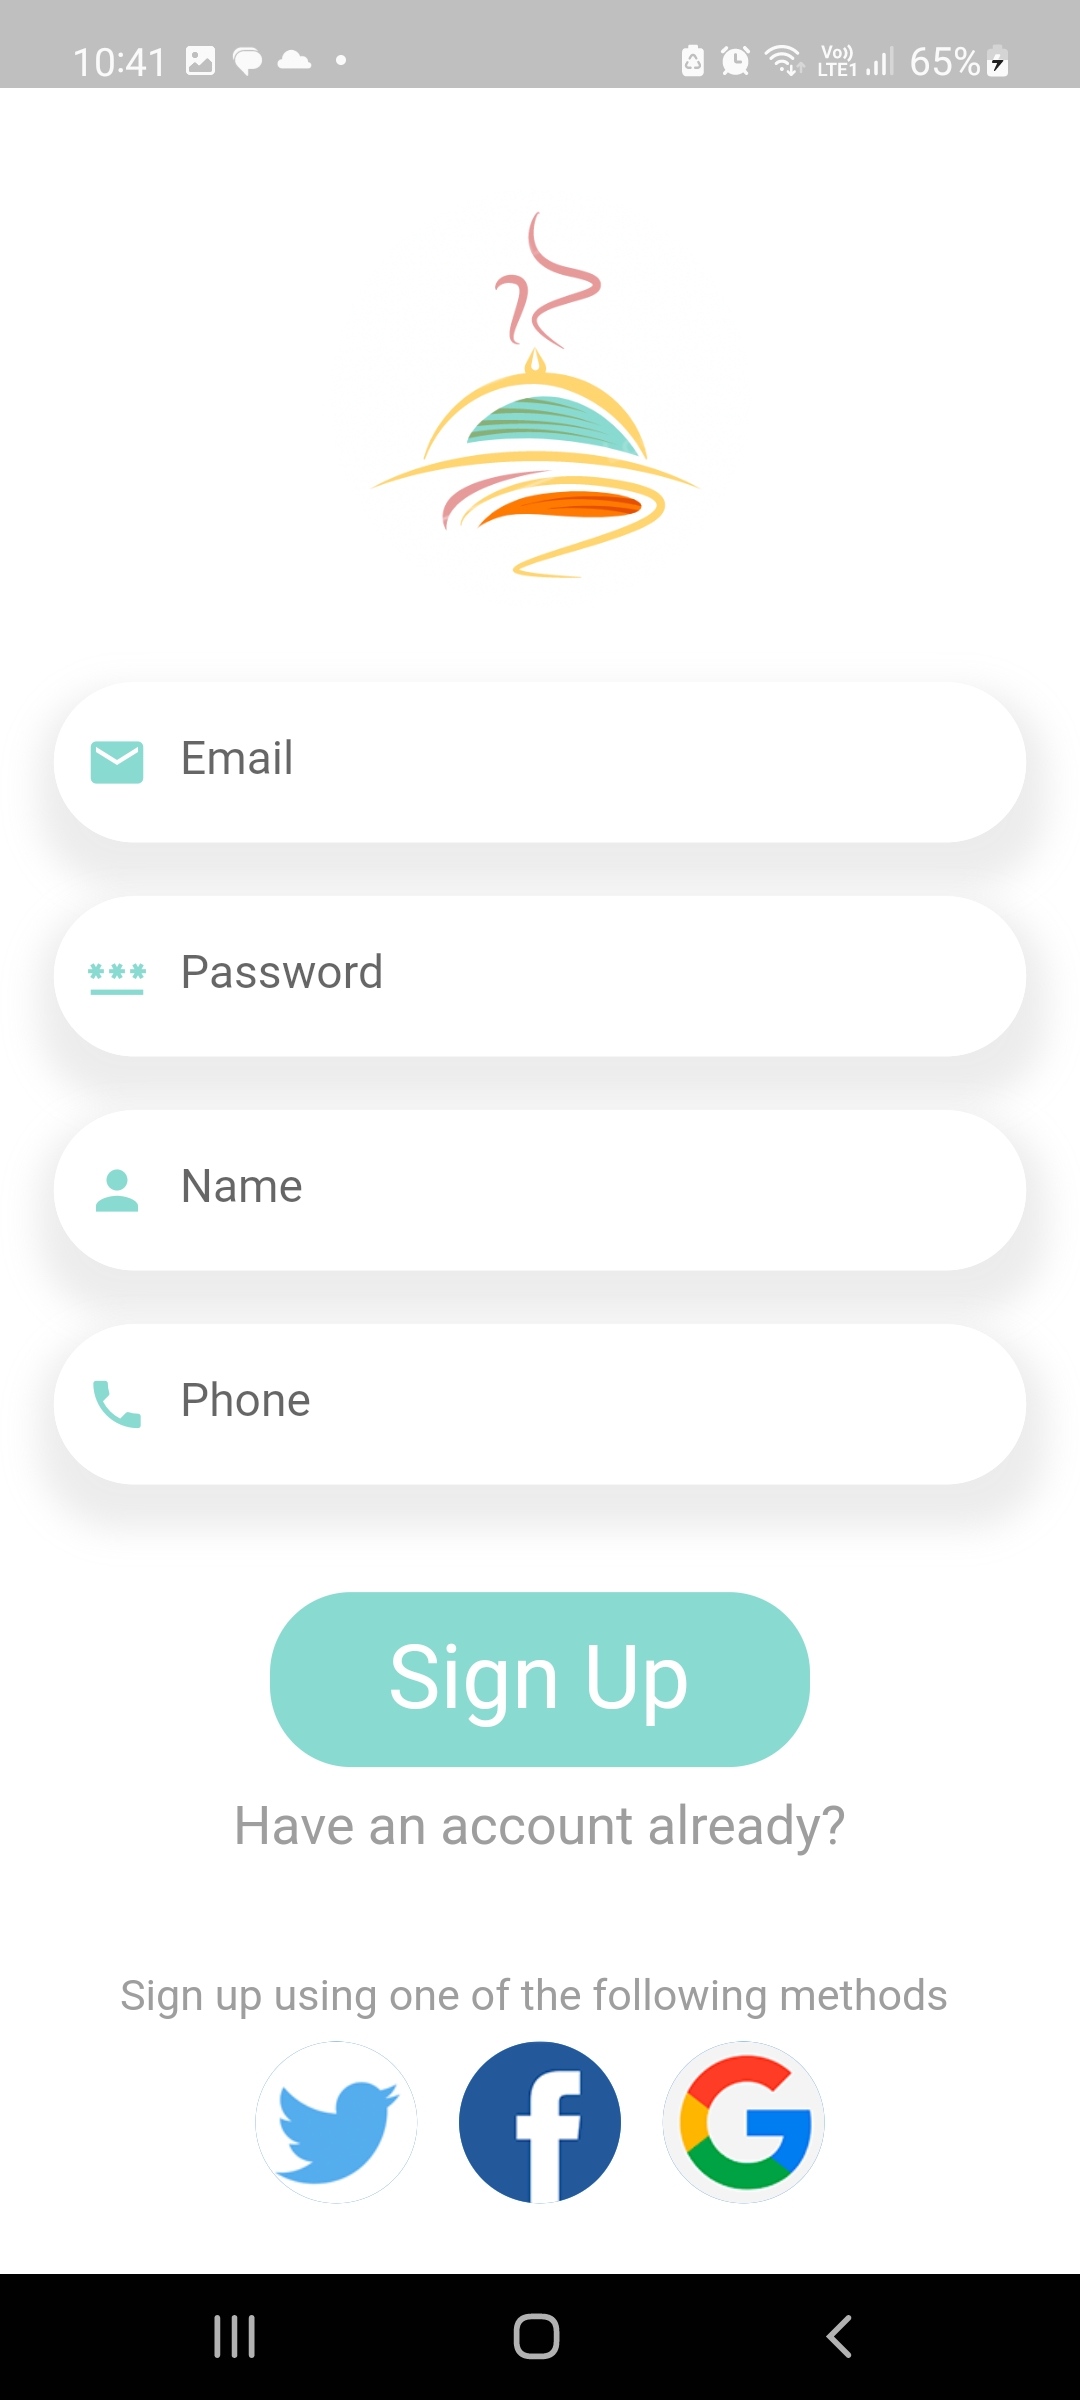 10:41 Vo)) LTE1 65%
Email
Password
Name
Phone
Sign Up
Have an account already?
Sign up using one of the following methods